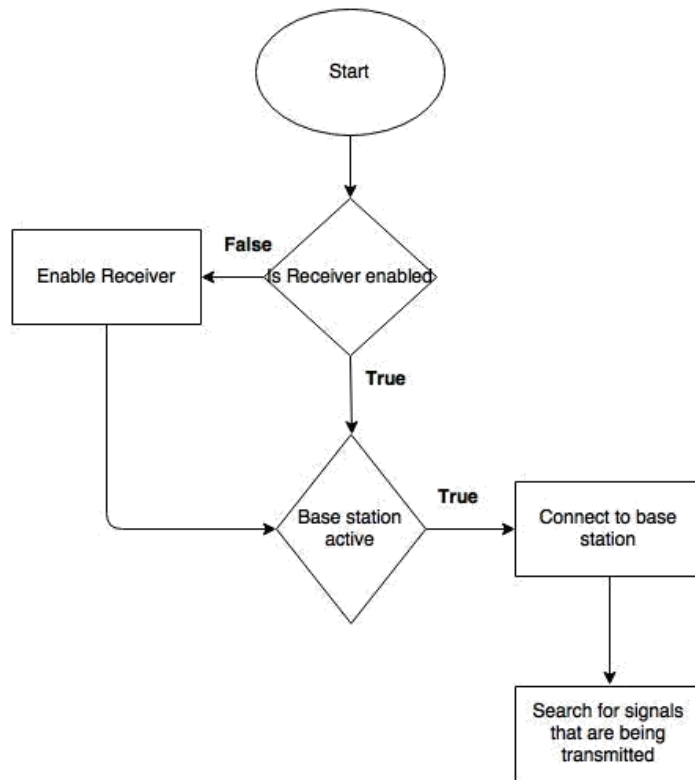 Start
False
Enable Receiver
Is Receiver enabled
True
Base station
active
True
Connect to base
station
Search for signals
that are being
transmitted